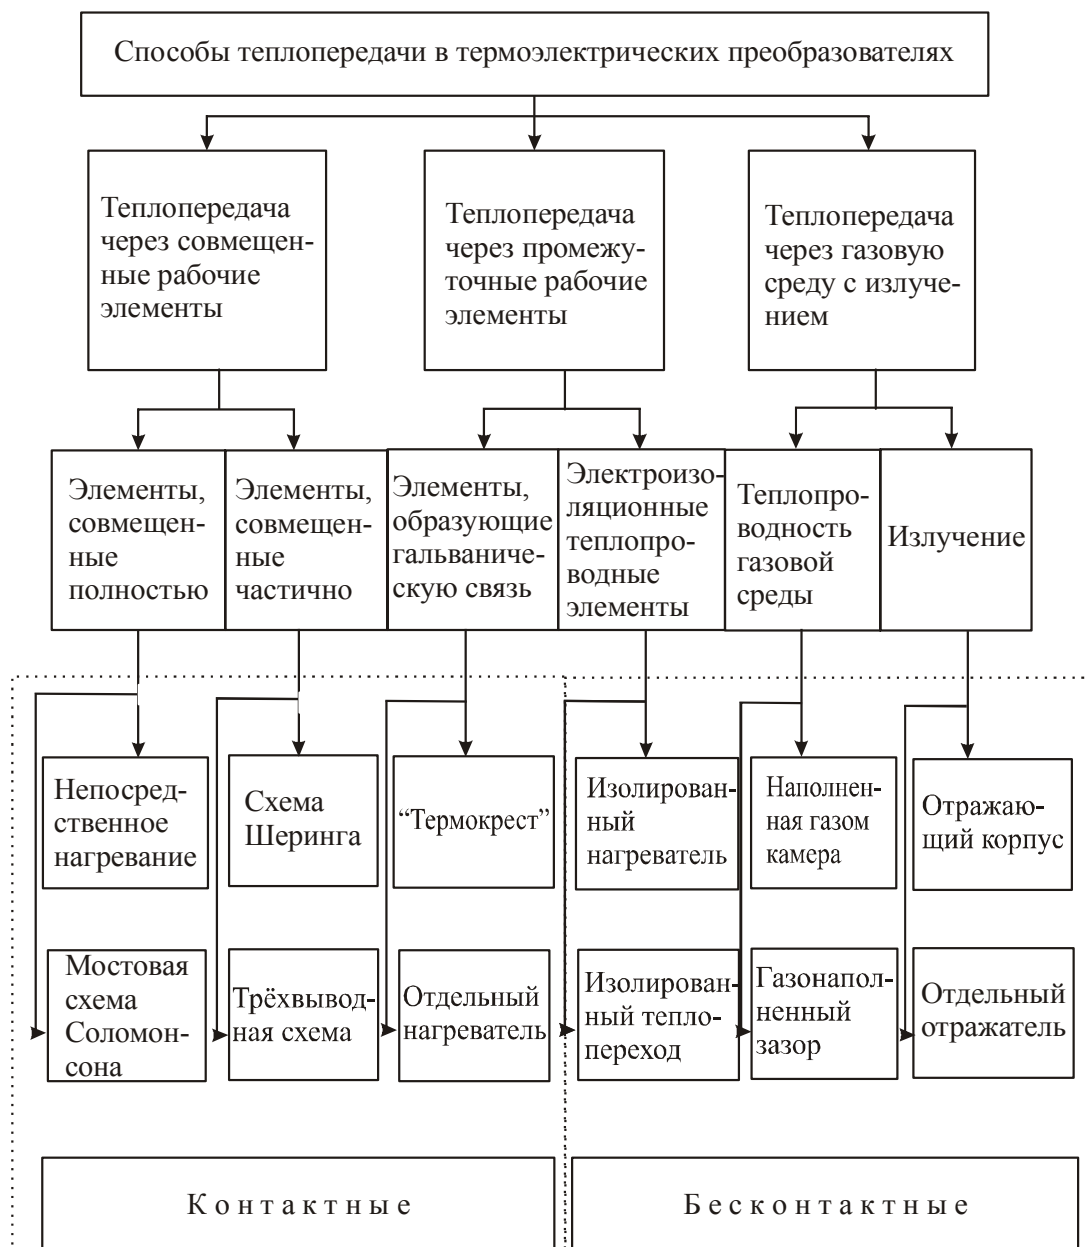 Способы теплопередачи в термоэлектрических преобразователях
Теплопередача
через совмещен-
ные рабочие
элементы
Теплопередача
через промежу-
точные рабочие
элементы
Теплопередача
через газовую
среду с излуче-
нием
Элементы,
совмещен-
ные
полностью
Элементы,
совмещен-
ные
частично
Элементы,
образующие
гальваниче-
скую связь
Электроизо-
ляционные
теплопро-
водные
элементы
Теплопро-
водность
газовой
среды
Излучение
Непосред-
ственное
нагревание
Схема
Шеринга
“Термокрест”
Изолирован-
ный
нагреватель
Наполнен-
ная газом
камера
Отражаю-
щий корпус
Мостовая
схема
Соломон-
сона
Трёхвывод-
ная схема
Отдельный
нагреватель
Изолирован-
ный тепло-
переход
Газонапол-
ненный
зазор
Отдельный
отражатель
Контактные
Бесконтактные